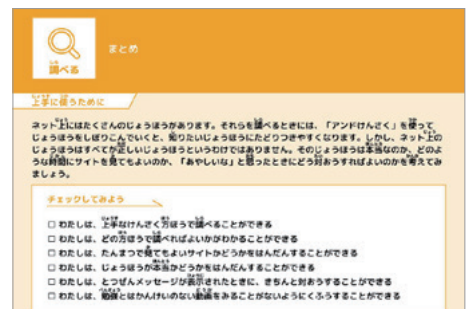 調べる
まとめ
上手に使うために
ネット上にはたくさんのじょうほうがあります。それらを調べるときには、「アンドけんさく」を使って
じょうほうをしぼりこんでいくと、知りたいじょうほうにたどりつきやすくなります。しかし、ネット上の
じょうほうはすべてが正しいじょうほうというわけではありません。そのじょうほうは本当なのか、どのよ
うな時間にサイトを見てもよいのか、「あやしいな」と思ったときにどう対おうすればよいのかを考えてみ
ましょう。
チェックしてみよう
□ わたしは、上手なけんさく方ほうで調べることができる
□ わたしは、どの方ほうで調べればよいかがわかることができる
□ わたしは、たんまつで見てもよいサイトかどうかをはんだんすることができる
□ わたしは、じょうほうが本当かどうかをはんだんすることができる
□ わたしは、とつぜんメッセージが表示されたときに、きちんと対おうすることができる
□ わたしは、勉強とはかんけいのない動画をみることがないようにくふうすることができる